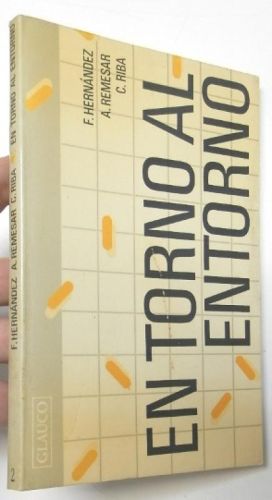 F. HERNÁNDEZ
A. REMESAR
C. RIBA
EN TORNO AL
ENTORNO
F. HERNÁNDEZ A. REMESAR C. RIBA EN TORNO AL ENTORNO
GLAUCO
2